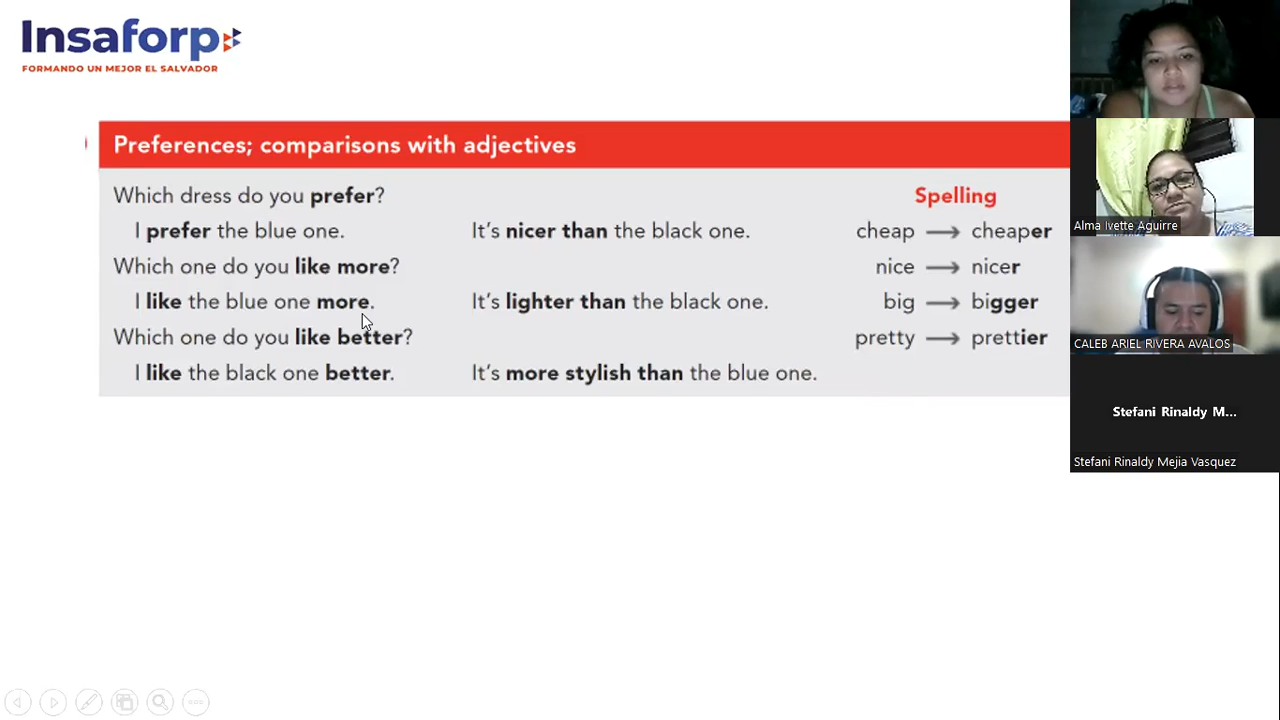 Insaforp
FORMANDO UN MEJOR EL SALVADOR
Preferences; comparisons with adjectives
Which dress do you prefer?
I prefer the blue one. It's nicer than the black one.
Which one do you like more?
I like the blue one more. It's lighter than the black one.
Which one do you like better?
I like the black one better. It's more stylish than the blue one.
Spelling
cheap → cheaper
nice → nicer
big → bigger
pretty → prettier
Alma Ivette Aguirre
CALEB ARIEL RIVERA AVALOS
Stefani Rinaldy M...
Stefani Rinaldy Mejia Vasquez